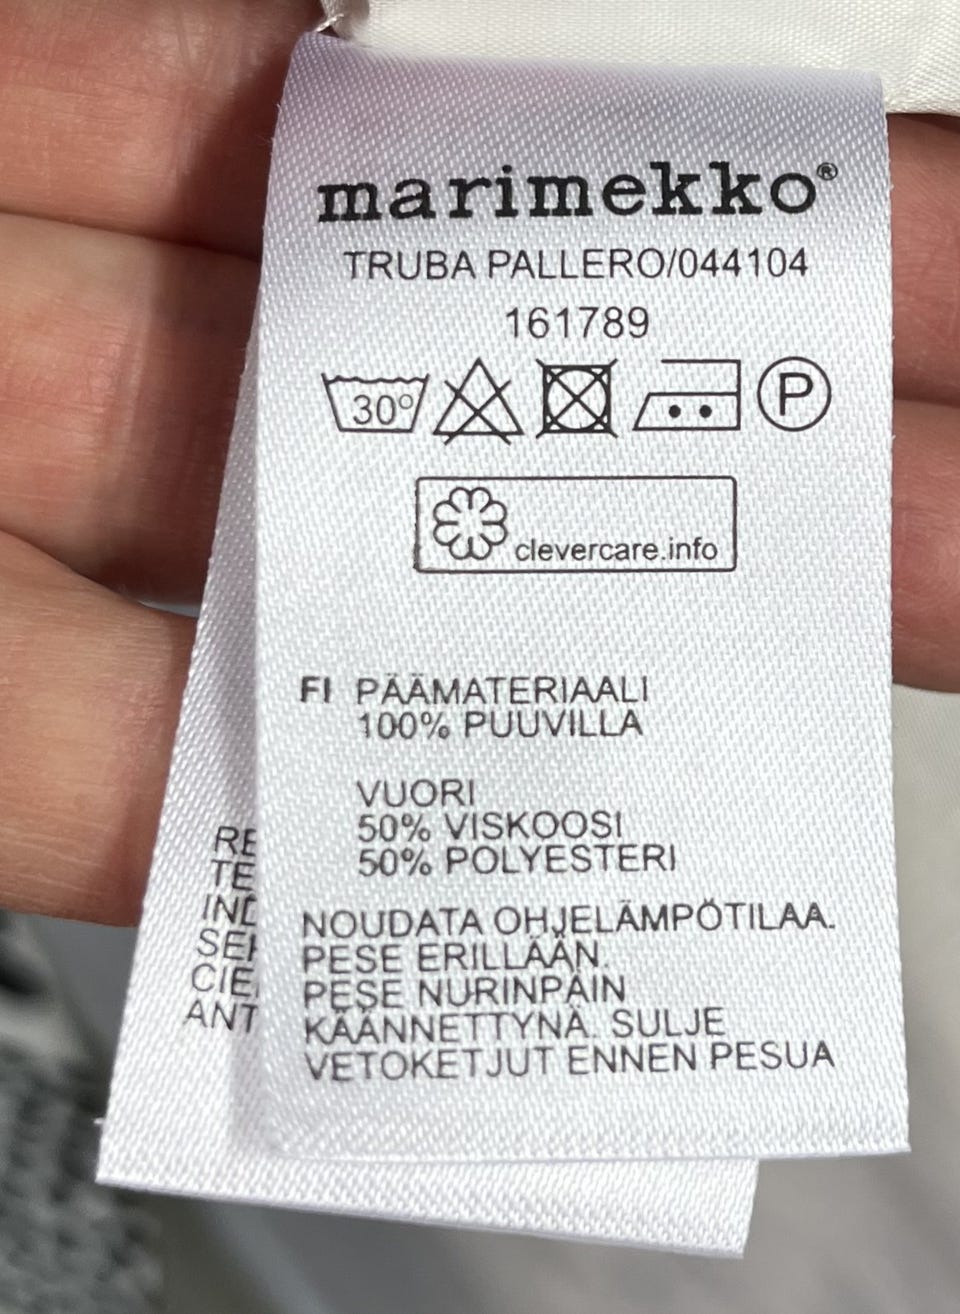 marimekko®
TRUBA PALLERO/044104
161789
30°
P
clevercare.info
FI PÄÄMATERIAALI
100% PUUVILLA
VUORI
50% VISKOOSI
50% POLYESTERI
NOUDATA OHJELÄMPÖTILAA.
PESE ERILLÄÄN.
PESE NURINPÄIN
KÄÄNNETTYNÄ. SULJE
VETOKETJUT ENNEN PESUA